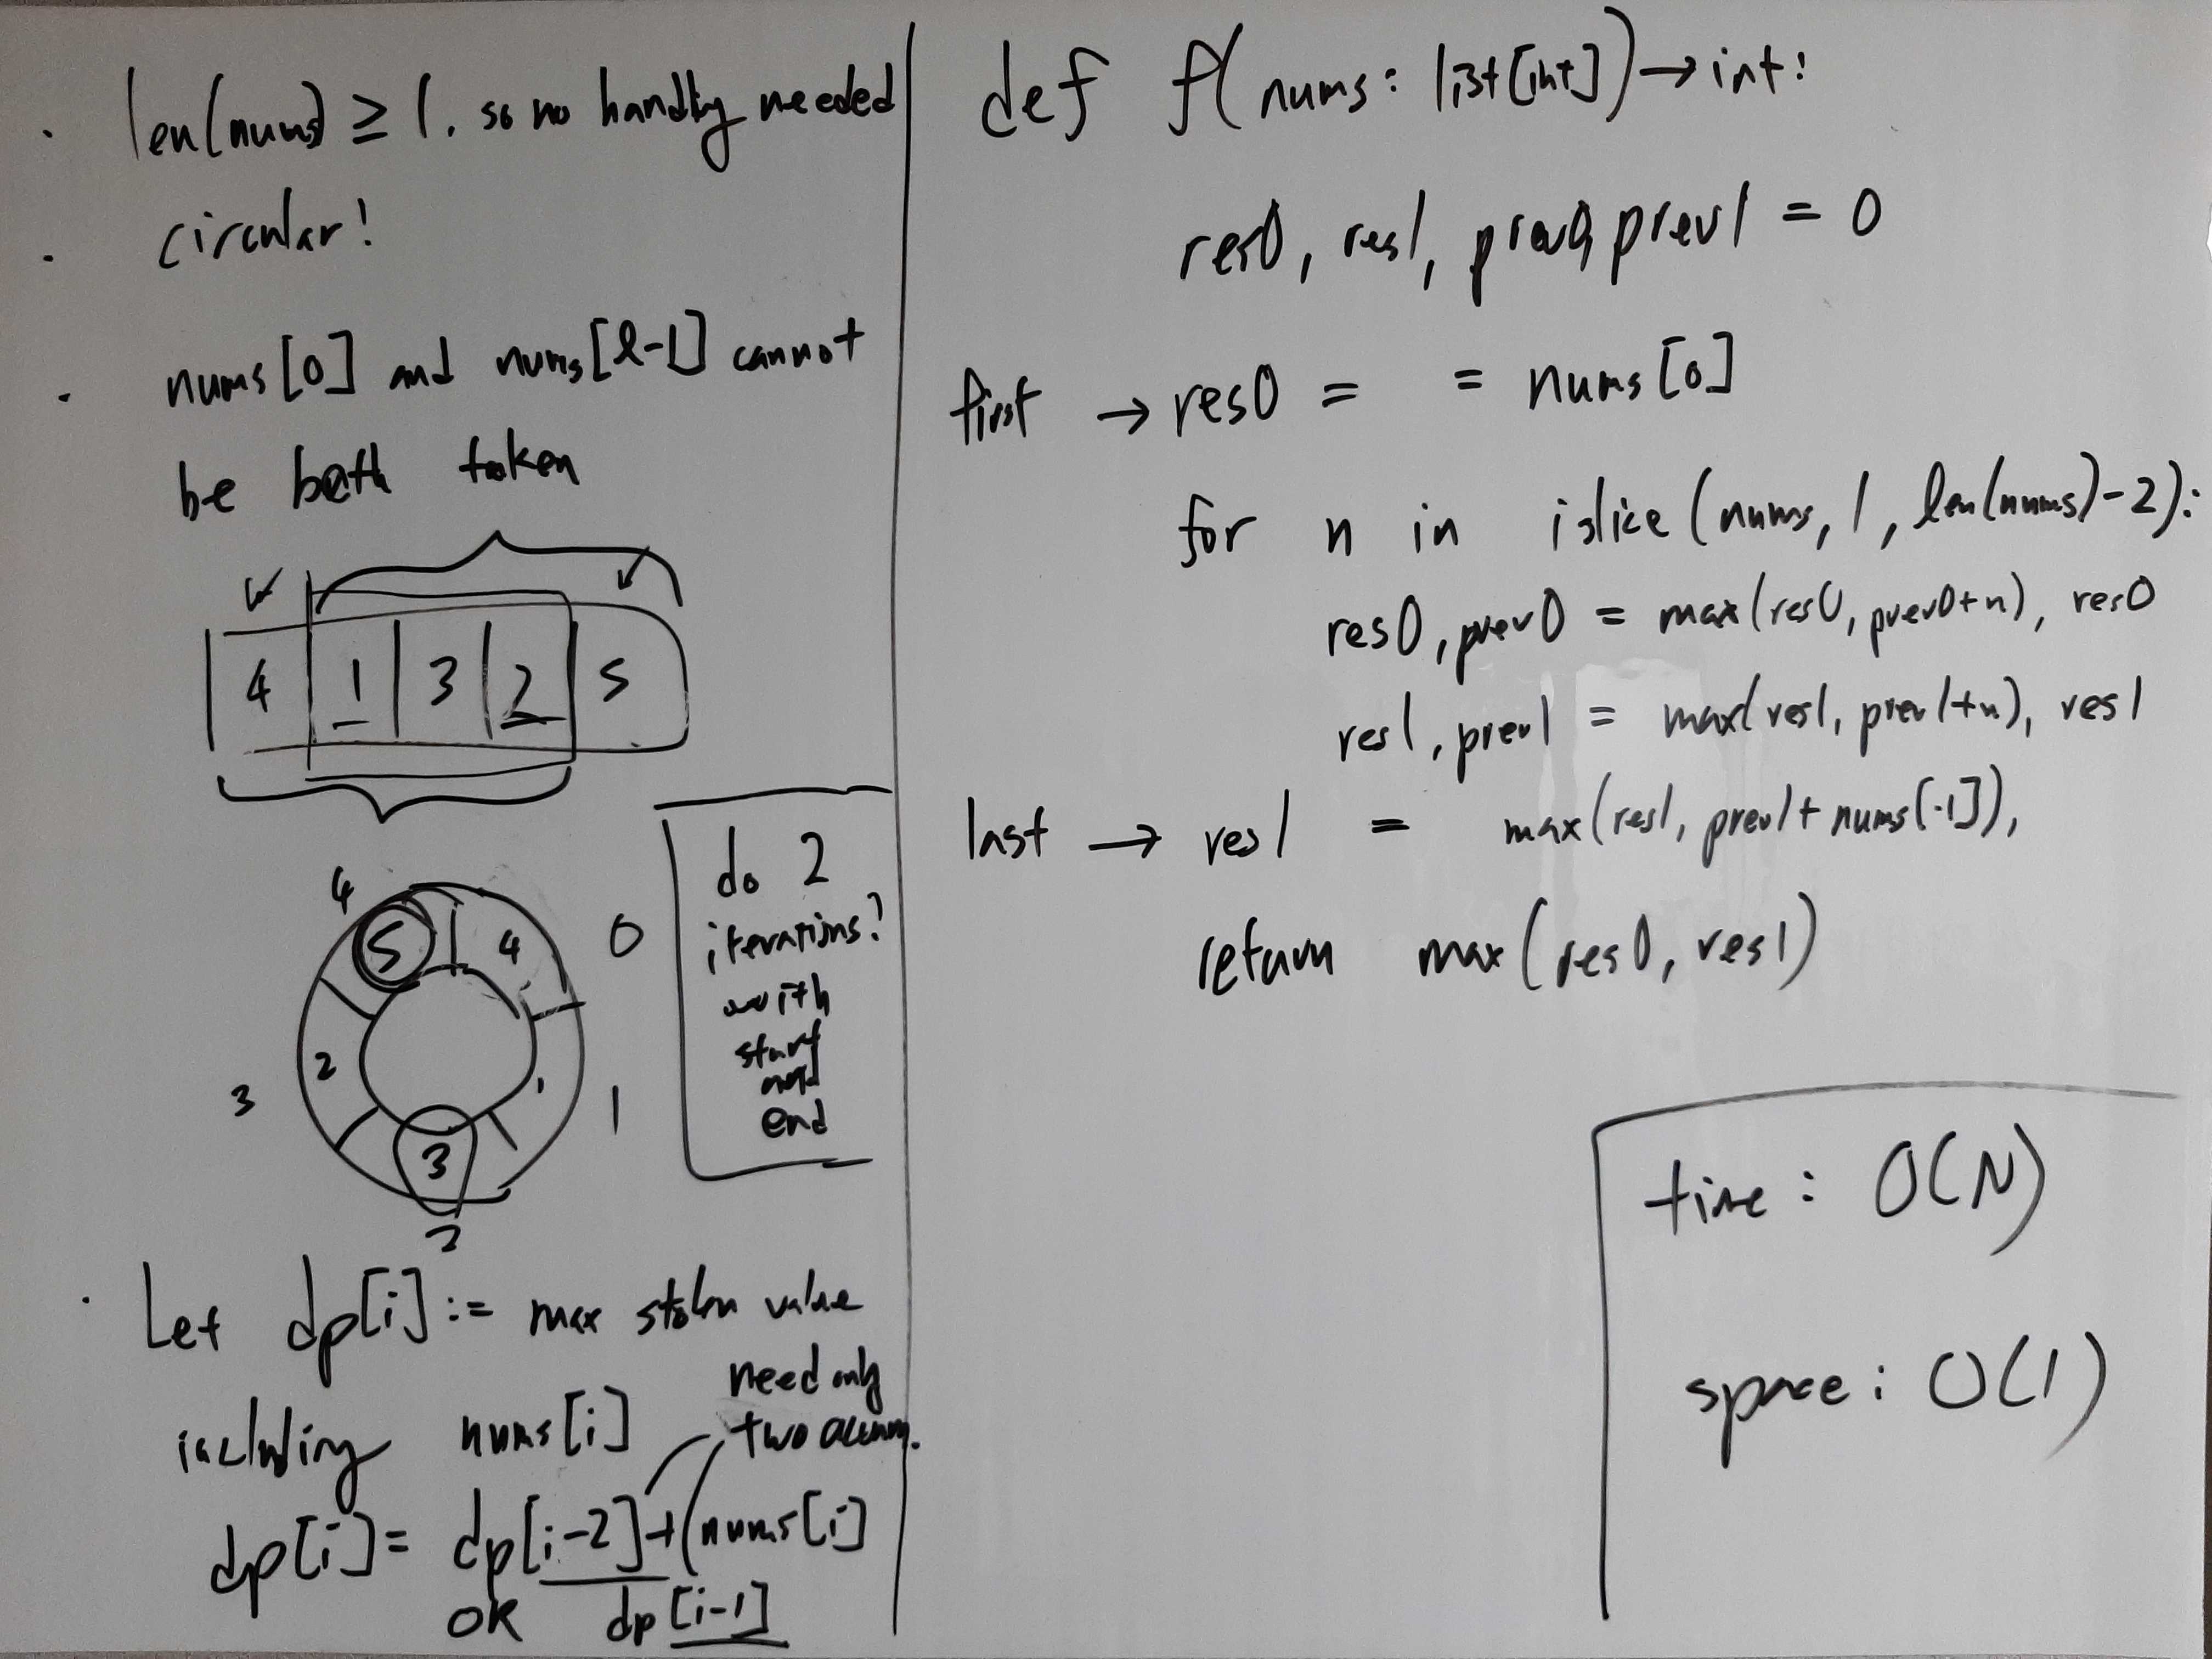 · len(nums) ≥ 1, so no handling needed
· circular!
· nums[0] and nums[l-1] cannot
be both taken
4 1 3 2 5
4
5 4 0
2
3 1
3
2
do 2
iterations?
with
start
and
end
· Let dp[i] := max stolen value
including nums[i]
need only
two accum.
dp[i] = dp[i-2] + nums[i]
OR dp[i-1]
def f(nums: list[int]) → int:
res0, res1, prev0, prev1 = 0
first → res0 = = nums[0]
for n in islice(nums, 1, len(nums)-2):
res0, prev0 = max(res0, prev0+n), res0
res1, prev1 = max(res1, prev1+n), res1
last → res1 = max(res1, prev1+nums[-1]),
return max(res0, res1)
time: O(N)
space: O(1)